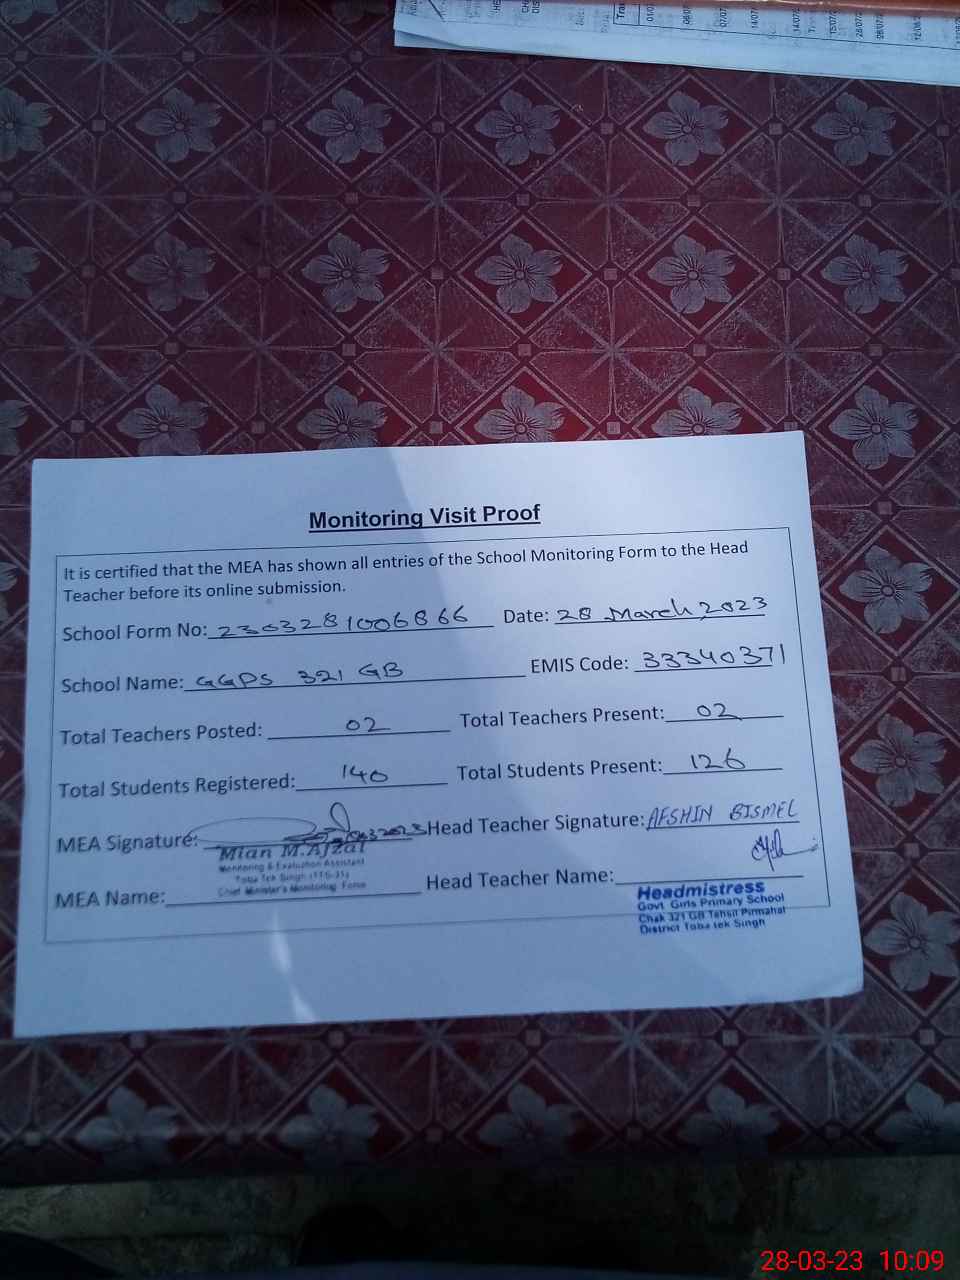 Monitoring Visit Proof
It is certified that the MEA has shown all entries of the School Monitoring Form to the Head
Teacher before its online submission.
School Form No: 2303281006866 Date: 28 March, 2023
School Name: GGPS 321 GB EMIS Code: 33340371
Total Teachers Posted: 02 Total Teachers Present: 02
Total Students Registered: 140 Total Students Present: 126
MEA Signature: Head Teacher Signature: AFSHIN BISMEL
Mian M.Afzal
Monitoring & Evaluation Assistant
Toba Tek Singh (TTS-31)
Chief Minister's Monitoring Force
MEA Name: Head Teacher Name:
Headmistress
Govt Girls Primary School
Chak 321 GB Tehsil Pirmahal
District Toba Tek Singh
28-03-23 10:09